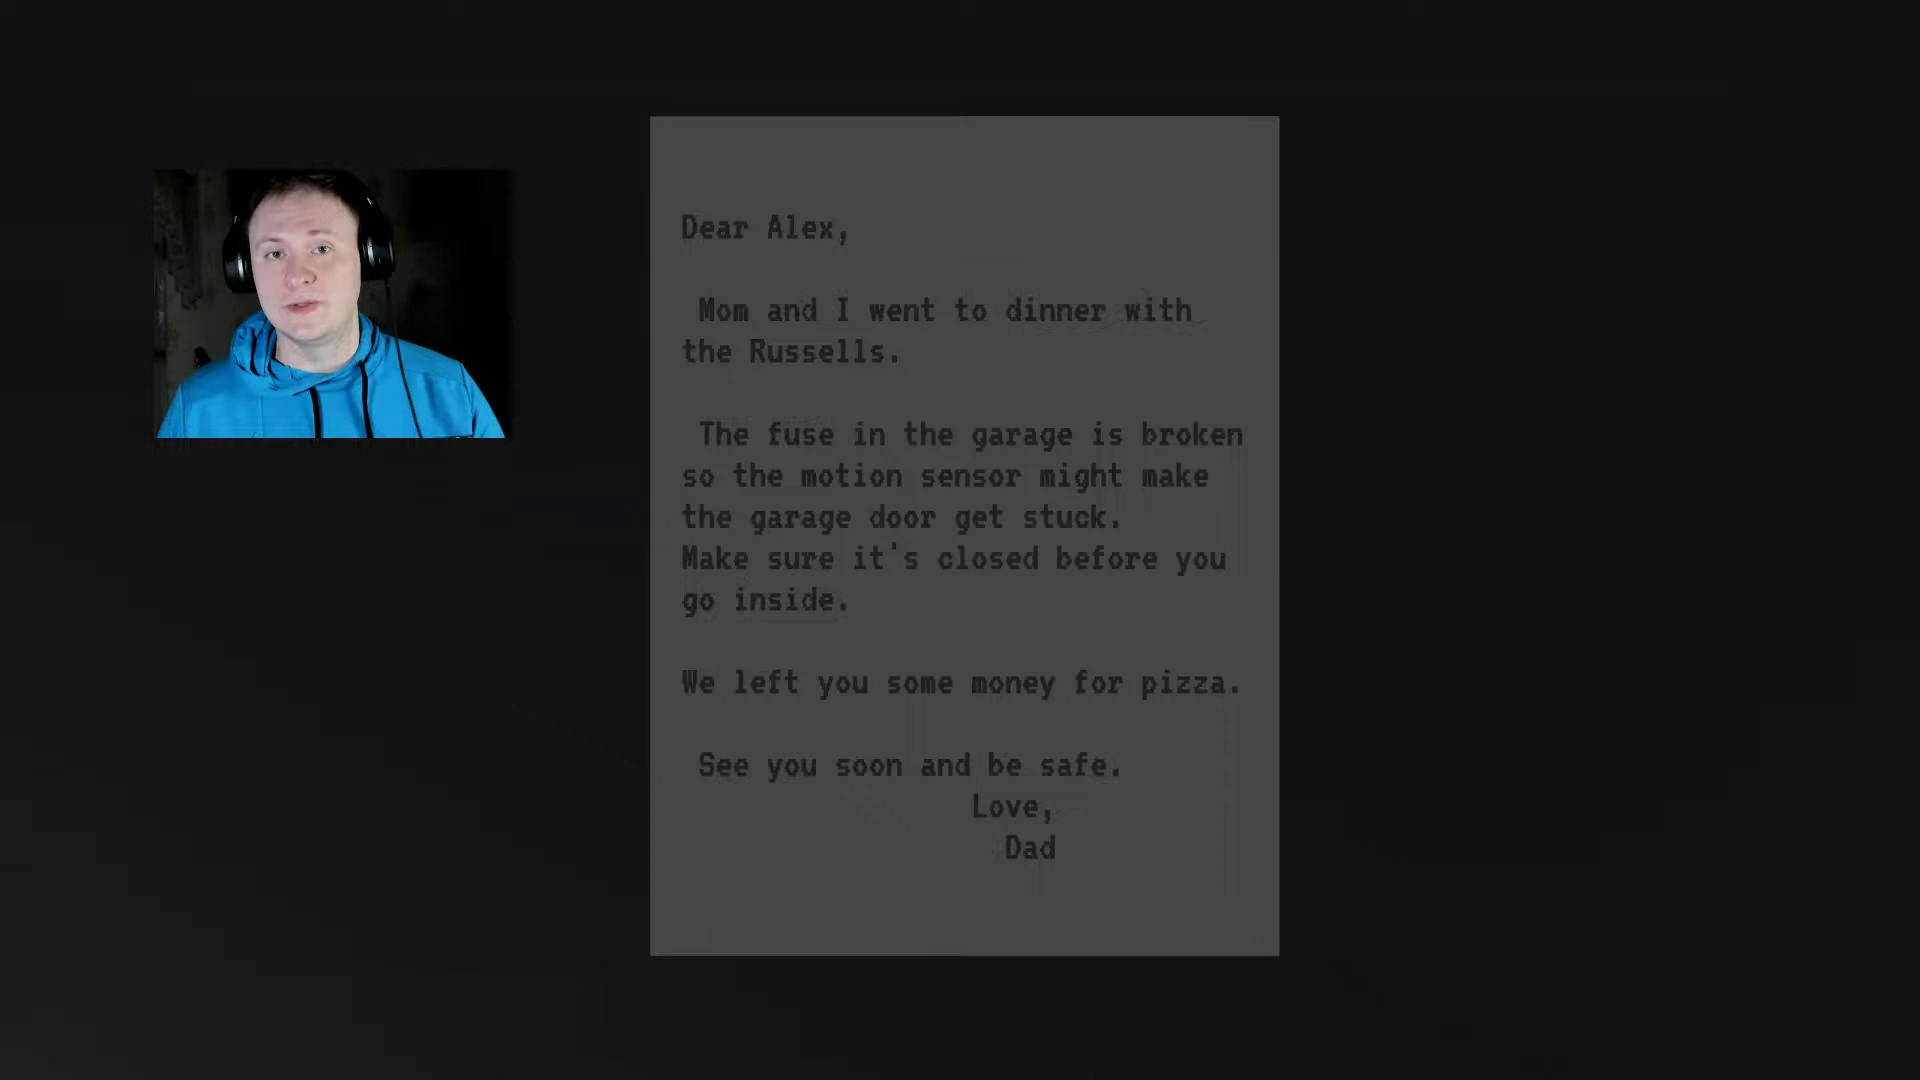 Dear Alex,
Mom and I went to dinner with
the Russells.
The fuse in the garage is broken
so the motion sensor might make
the garage door get stuck.
Make sure it's closed before you
go inside.
We left you some money for pizza.
See you soon and be safe.
Love,
Dad